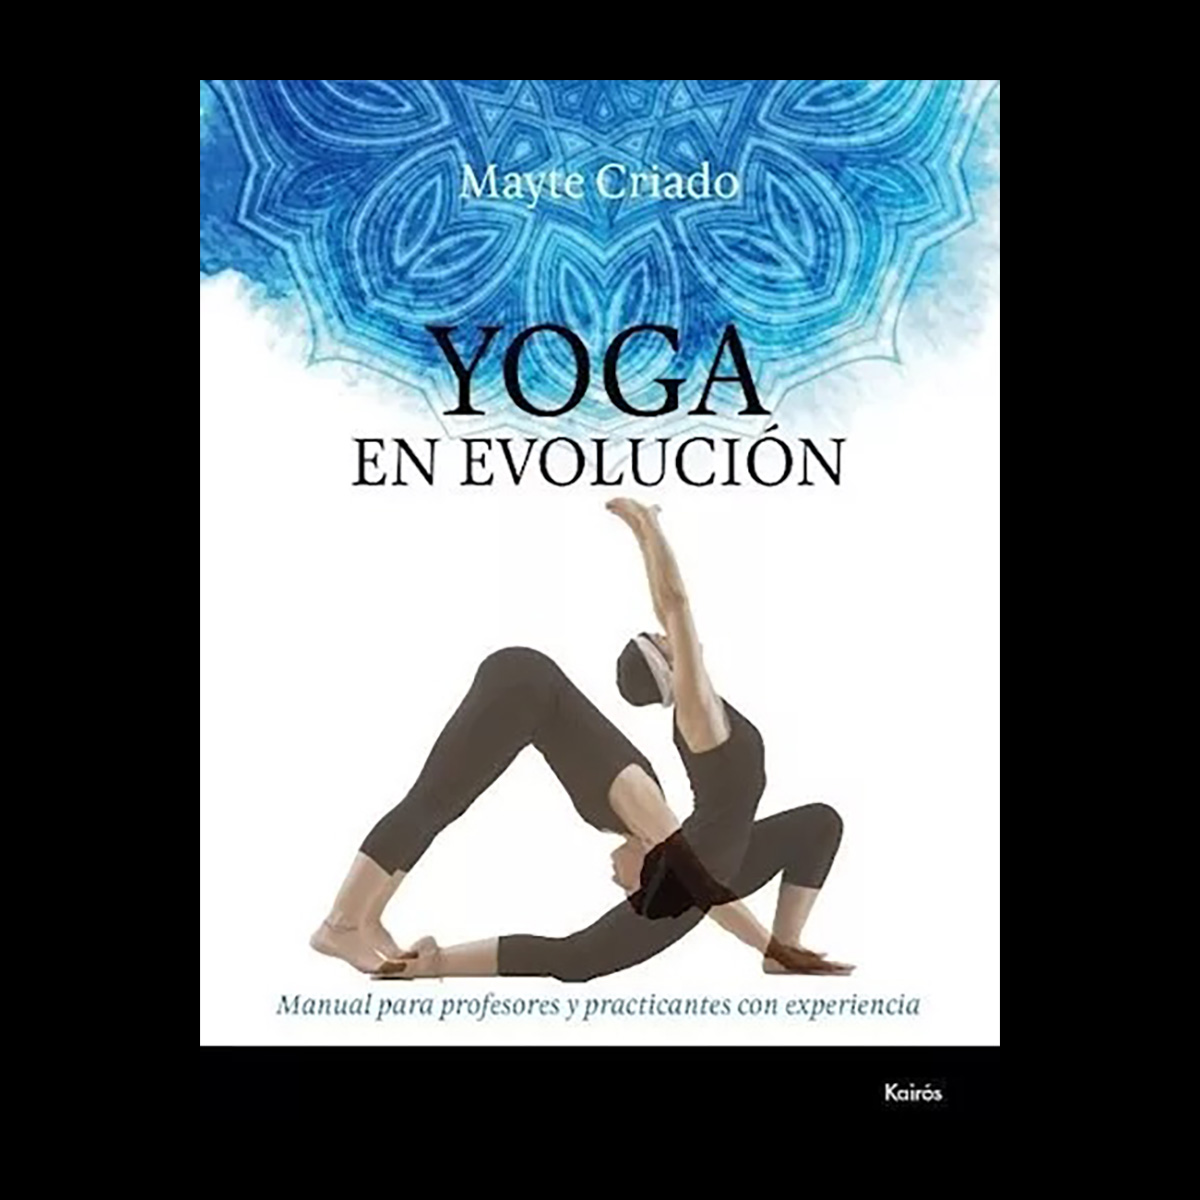 Mayte Criado
YOGA
EN EVOLUCIÓN
Manual para profesores y practicantes con experiencia
Kairós